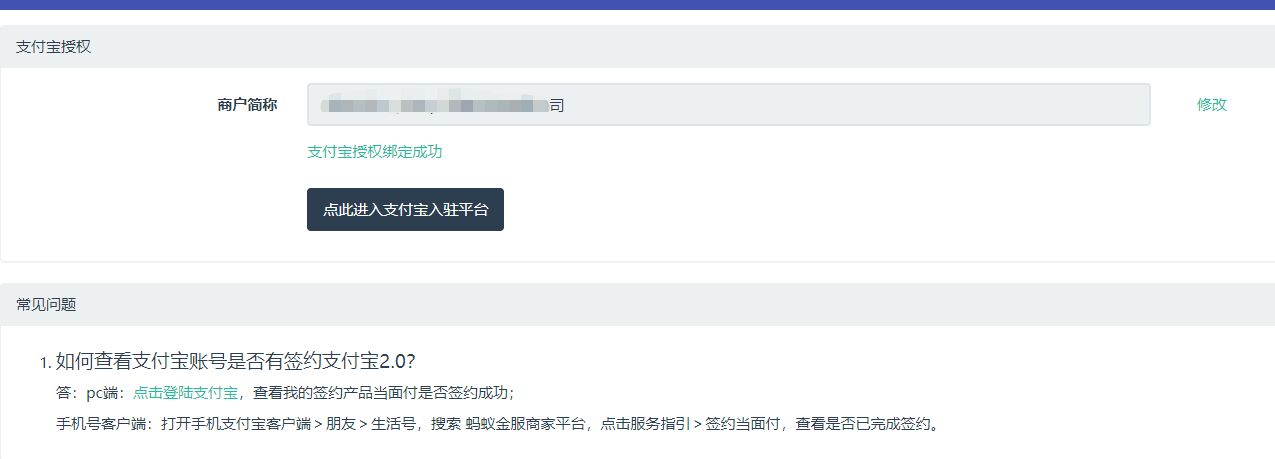 支付宝授权
商户简称
司
修改
支付宝授权绑定成功
点此进入支付宝入驻平台
常见问题
1. 如何查看支付宝账号是否有签约支付宝2.0？
答：pc端：点击登陆支付宝，查看我的签约产品当面付是否签约成功；
手机号客户端：打开手机支付宝客户端 > 朋友 > 生活号，搜索 蚂蚁金服商家平台，点击服务指引 > 签约当面付，查看是否已完成签约。